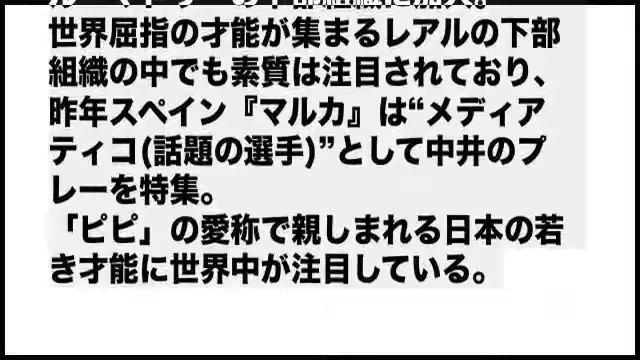 世界屈指の才能が集まるレアルの下部
組織の中でも素質は注目されており、
昨年スペイン『マルカ』は“メディア
ティコ(話題の選手)”として中井のプ
レーを特集。
「ピピ」の愛称で親しまれる日本の若
き才能に世界中が注目している。